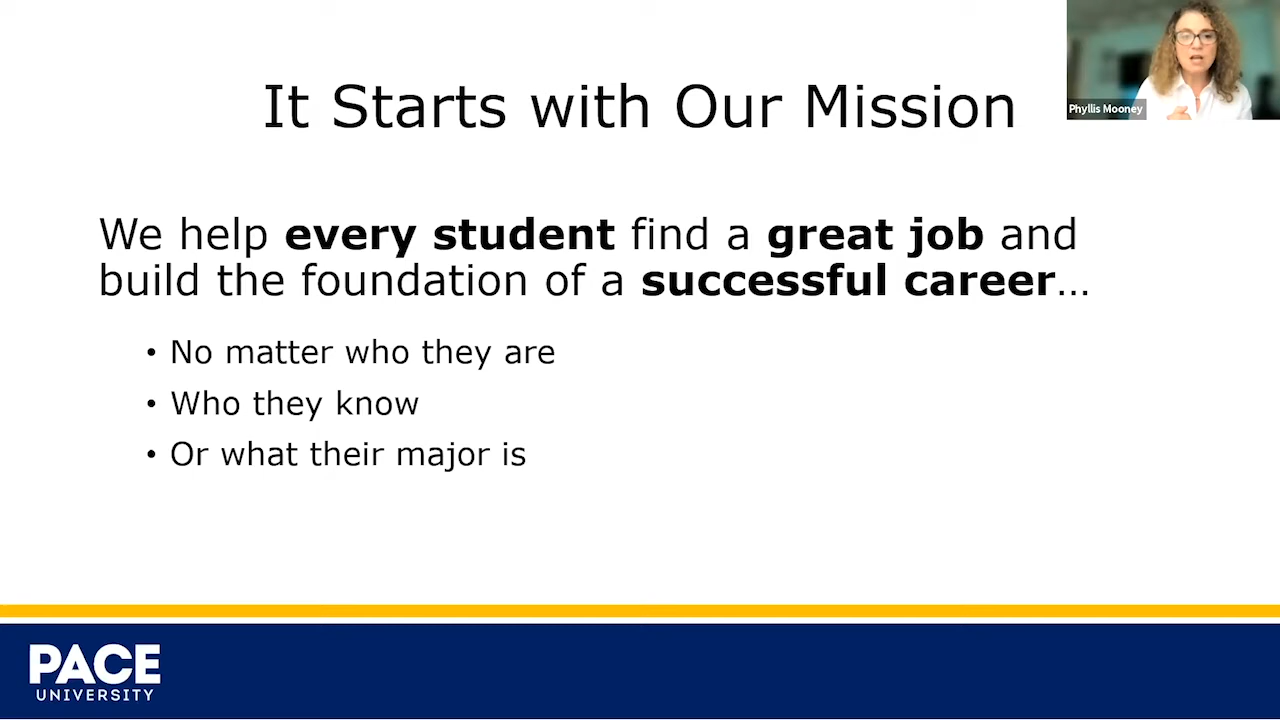 It Starts with Our Mission
Phyllis Mooney
We help every student find a great job and
build the foundation of a successful career…
• No matter who they are
• Who they know
• Or what their major is
PACE
UNIVERSITY